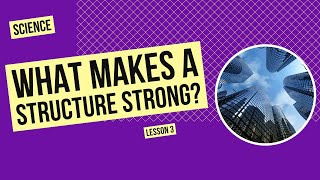 SCIENCE
WHAT MAKES A
STRUCTURE STRONG?
LESSON 3